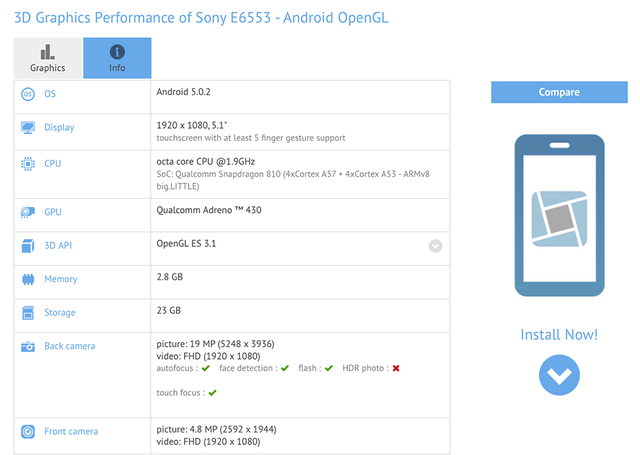 3D Graphics Performance of Sony E6553 - Android OpenGL
Graphics
Info
OS
OS
Android 5.0.2
Display
1920 x 1080, 5.1"
touchscreen with at least 5 finger gesture support
CPU
octa core CPU @1.9GHz
SoC: Qualcomm Snapdragon 810 (4xCortex A57 + 4xCortex A53 - ARMv8
big.LITTLE)
GPU
Qualcomm Adreno ™ 430
3D API
OpenGL ES 3.1
Memory
2.8 GB
Storage
23 GB
Back camera
picture: 19 MP (5248 x 3936)
video: FHD (1920 x 1080)
autofocus : ✔ face detection : ✔ flash : ✔ HDR photo : ✖
touch focus : ✔
Front camera
picture: 4.8 MP (2592 x 1944)
video: FHD (1920 x 1080)
Compare
Install Now!